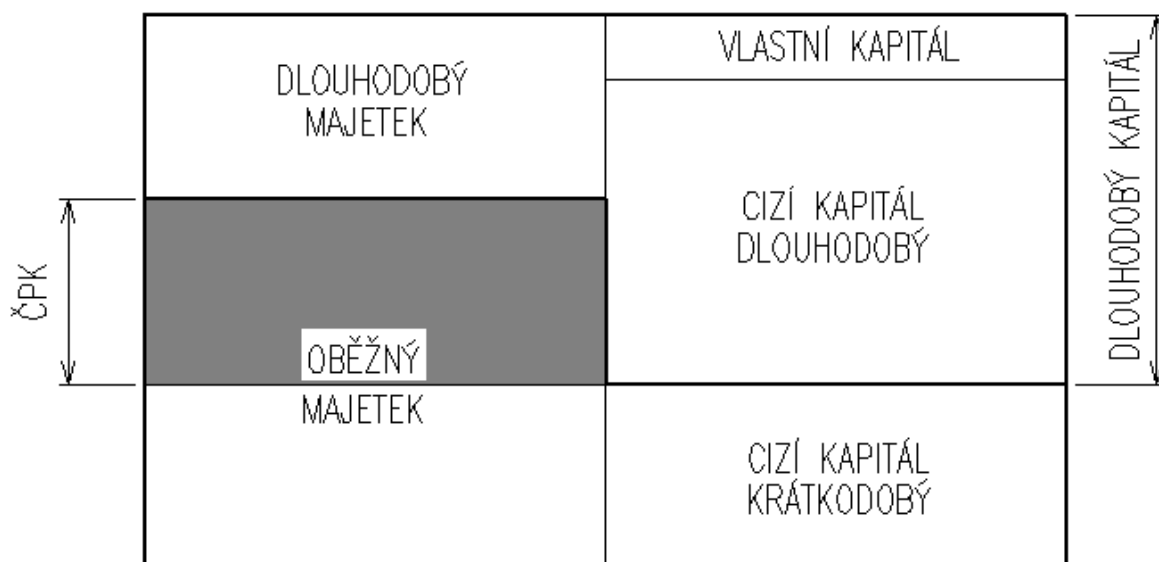 DLOUHODOBÝ
MAJETEK
VLASTNÍ KAPITÁL
CIZÍ KAPITÁL
DLOUHODOBÝ
DLOUHODOBÝ KAPITÁL
ČPK
OBĚŽNÝ
MAJETEK
CIZÍ KAPITÁL
KRÁTKODOBÝ